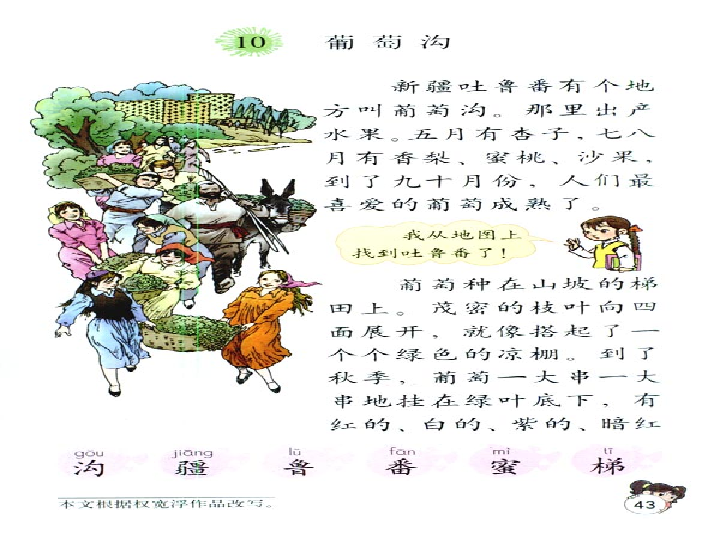 10 葡萄沟
新疆吐鲁番有个地
方叫葡萄沟。那里出产
水果。五月有杏子，七八
月有香梨、蜜桃、沙果，
到了九十月份，人们最
喜爱的葡萄成熟了。
我从地图上
找到吐鲁番了！
葡萄种在山坡的梯
田上。茂密的枝叶向四
面展开，就像搭起了一
个个绿色的凉棚。到了
秋季，葡萄一大串一大
串地挂在绿叶底下，有
红的、白的、紫的、暗红
gōu jiāng lǔ fān mì tī
沟 疆 鲁 番 蜜 梯
本文根据权宽浮作品改写。
43